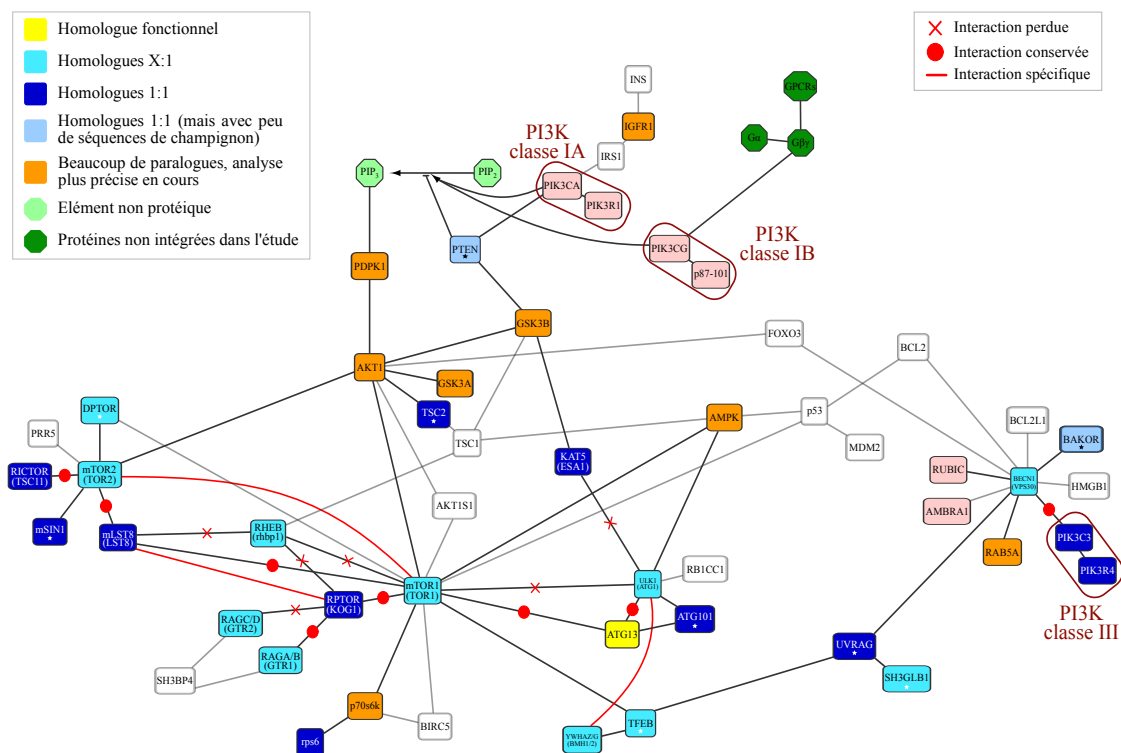 Homologue fonctionnel
Homologues X:1
Homologues 1:1
Homologues 1:1 (mais avec peu
de séquences de champignon)
Beaucoup de paralogues, analyse
plus précise en cours
Elément non protéique
Protéines non intégrées dans l'étude
Interaction perdue
Interaction conservée
Interaction spécifique
INS
GPCRs
IGFR1
Gα
Gβγ
IRS1
PI3K
classe IA
PIP3
PIP2
PIK3CA
PIK3R1
PI3K
classe IB
PIK3CG
p87-101
PTEN
PDPK1
GSK3B
FOXO3
BCL2
AKT1
GSK3A
DPTOR
TSC2
AMPK
p53
BCL2L1
PRR5
TSC1
MDM2
BAKOR
KAT5
(ESA1)
RUBIC
mTOR2
(TOR2)
RICTOR
(TSC11)
BECN1
(VPS30)
HMGB1
AKT1S1
AMBRA1
mSIN1
mLST8
(LST8)
RHEB
(rhbp1)
PIK3C3
RAB5A
PIK3R4
RB1CC1
mTOR1
(TOR1)
ULK1
(ATG1)
RPTOR
(KOG1)
PI3K
classe III
RAGC/D
(GTR2)
ATG13
ATG101
UVRAG
RAGA/B
(GTR1)
SH3BP4
SH3GLB1
p70s6k
BIRC5
TFEB
rps6
YWHAZ/G
(BMH1/2)